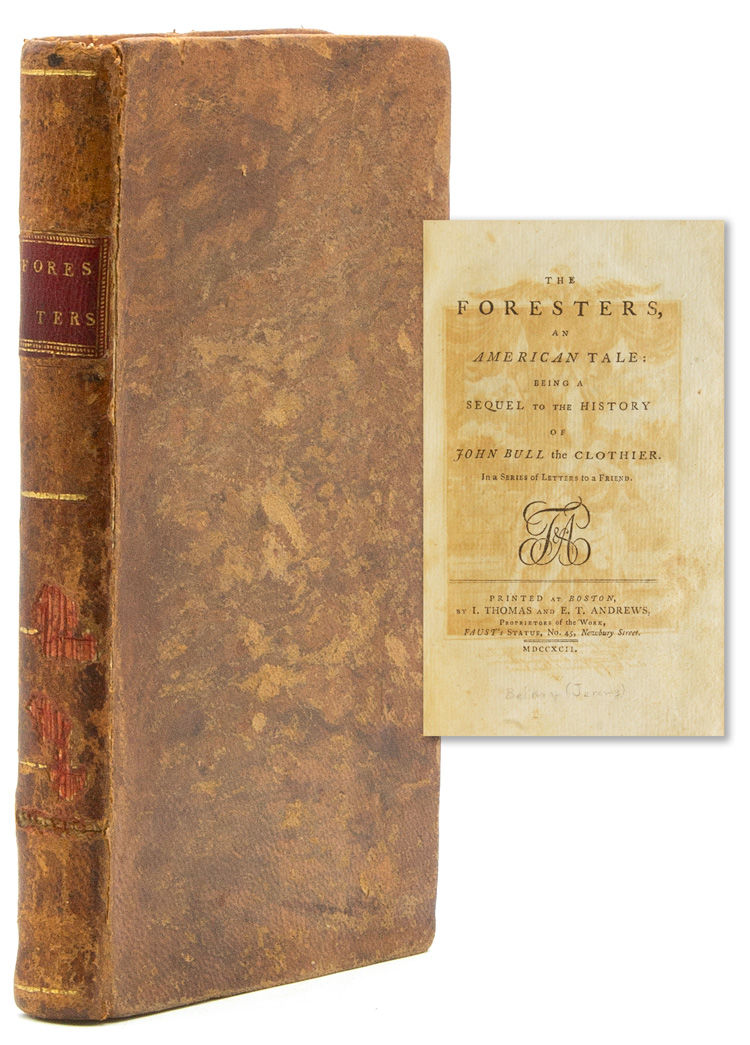 FORES
TERS
THE
FORESTERS,
AN
AMERICAN TALE:
BEING A
SEQUEL TO THE HISTORY
OF
JOHN BULL the CLOTHIER.
In a SERIES of LETTERS to a FRIEND.
T&A
PRINTED AT BOSTON,
BY I. THOMAS AND E. T. ANDREWS,
PROPRIETORS of the WORK,
FAUST's STATUE, No. 45, Newbury Street.
MDCCXCII.
(Jeremy)